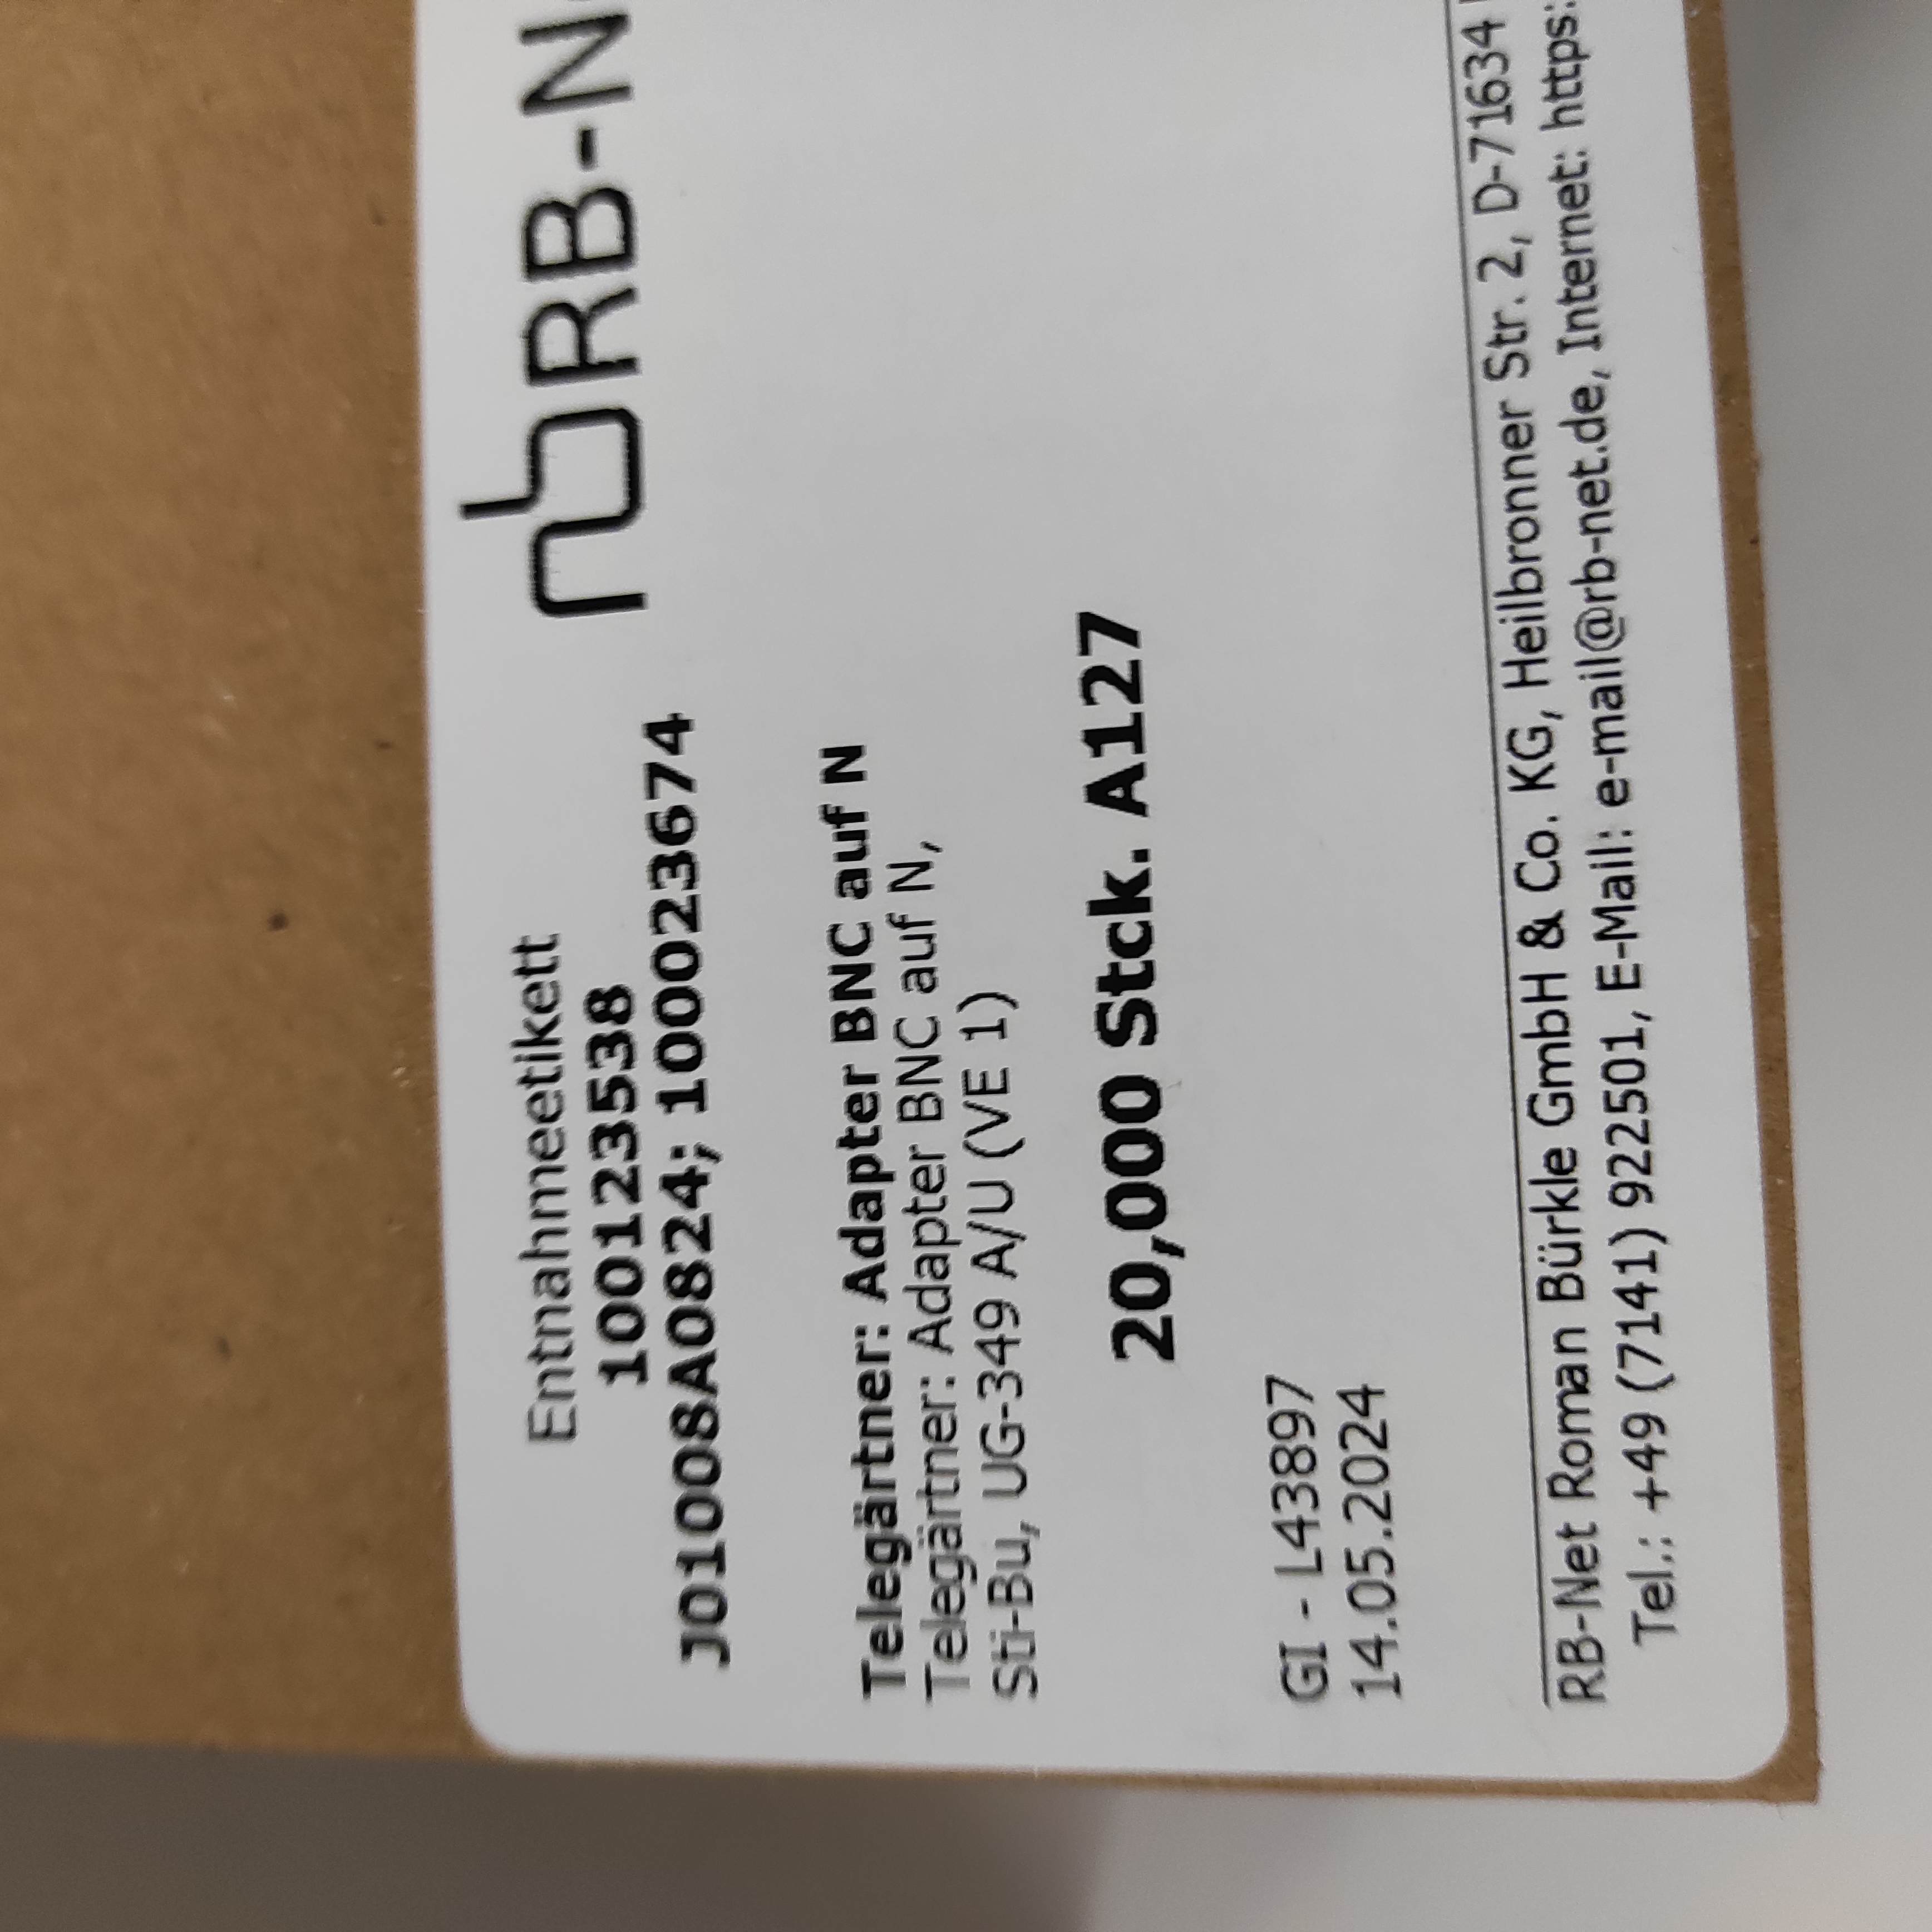 Entnahmeetikett
100123538
J01008A0824; 100023674
RB-N
Telegärtner: Adapter BNC auf N
Telegärtner: Adapter BNC auf N,
Sti-Bu, UG-349 A/U (VE 1)
20,000 Stck. A127
GI - L43897
14.05.2024
RB-Net Roman Bürkle GmbH & Co. KG, Heilbronner Str. 2, D-71634
Tel.: +49 (7141) 922501, E-Mail: e-mail@rb-net.de, Internet: https: